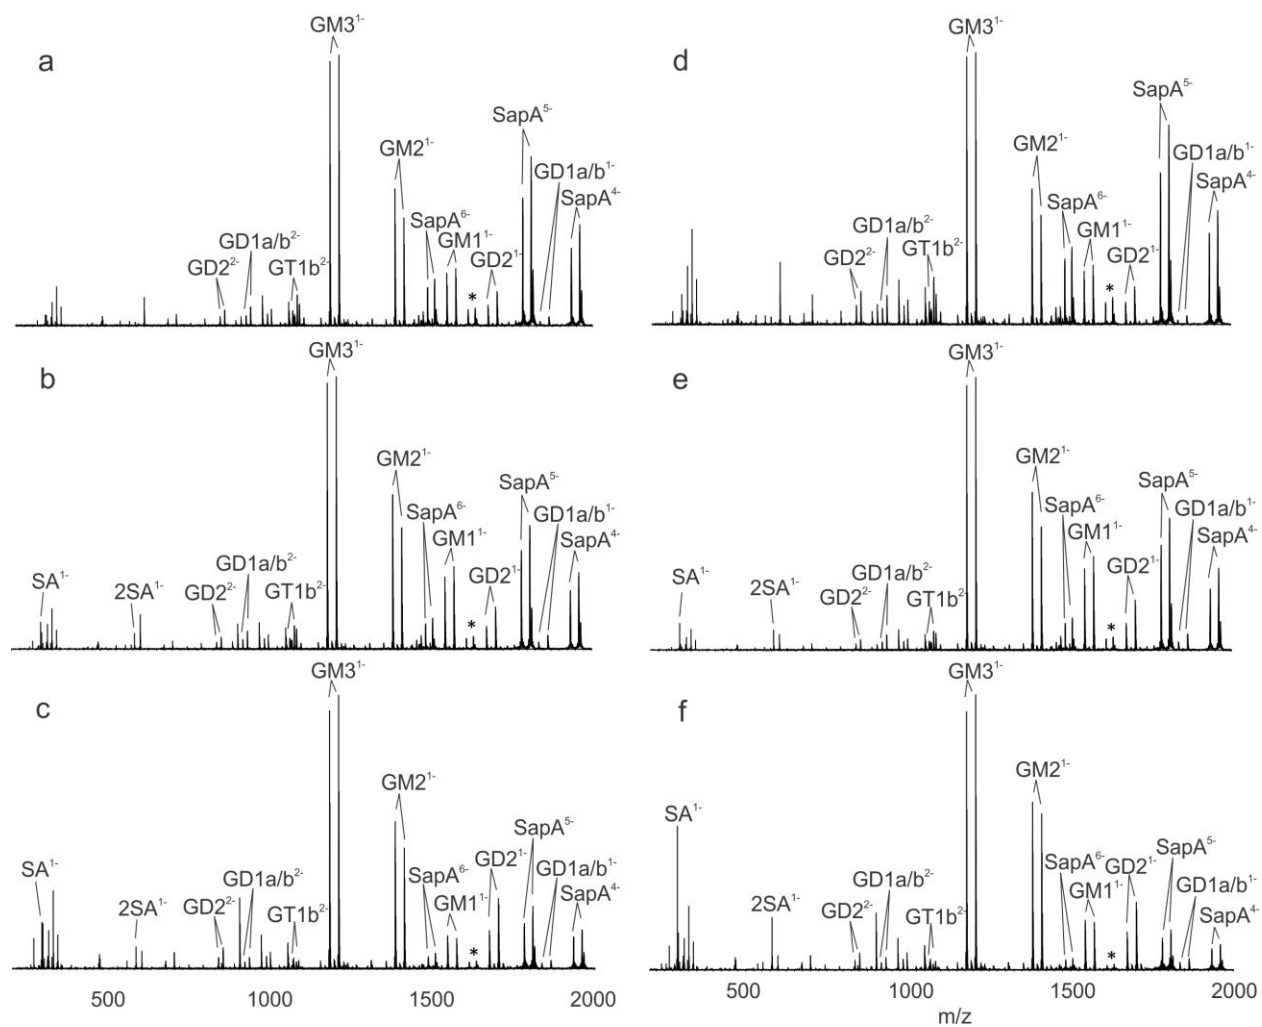 a
GM3¹⁻
GM2¹⁻
SapA⁵⁻
GD1a/b¹⁻
SapA⁴⁻
SapA⁶⁻
GM1¹⁻
GD1a/b²⁻
GD2¹⁻
GD2²⁻
GT1b²⁻
*
d
GM3¹⁻
SapA⁵⁻
GM2¹⁻
GD1a/b¹⁻
SapA⁴⁻
SapA⁶⁻
GD1a/b²⁻
GM1¹⁻
GT1b²⁻
GD2¹⁻
GD2²⁻
*
b
GM3¹⁻
GM2¹⁻
SapA⁵⁻
SapA⁶⁻
GD1a/b¹⁻
GM1¹⁻
SapA⁴⁻
GD1a/b²⁻
GD2¹⁻
SA¹⁻
2SA¹⁻
GD2²⁻
GT1b²⁻
*
e
GM3¹⁻
GM2¹⁻
SapA⁵⁻
SapA⁶⁻
GD1a/b¹⁻
GM1¹⁻
SapA⁴⁻
SA¹⁻
GD2¹⁻
GD1a/b²⁻
2SA¹⁻
GD2²⁻
GT1b²⁻
*
c
GM3¹⁻
GM2¹⁻
SapA⁵⁻
GD2¹⁻
SA¹⁻
SapA⁶⁻
GD1a/b¹⁻
GD1a/b²⁻
SapA⁴⁻
GM1¹⁻
2SA¹⁻
GD2²⁻
GT1b²⁻
*
500 1000 1500 2000
f
GM3¹⁻
GM2¹⁻
SA¹⁻
SapA⁵⁻
SapA⁶⁻
GD2¹⁻
GD1a/b¹⁻
GD1a/b²⁻
GM1¹⁻
2SA¹⁻
GD2²⁻
GT1b²⁻
SapA⁴⁻
*
500 1000 1500 2000
m/z